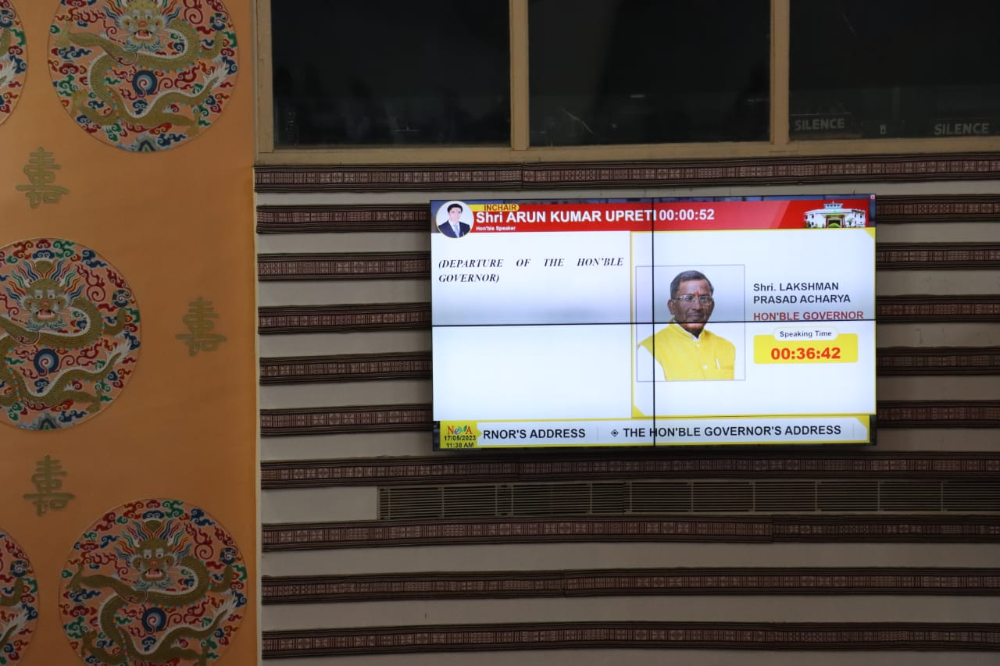 SILENCE
SILENCE
INCHAIR
Shri ARUN KUMAR UPRETI 00:00:52
Hon'ble Speaker
(DEPARTURE OF THE HON'BLE
GOVERNOR)
Shri. LAKSHMAN
PRASAD ACHARYA
HON'BLE GOVERNOR
Speaking Time
00:36:42
NeVA
17/05/2023
11:38 AM
RNOR'S ADDRESS
THE HON'BLE GOVERNOR'S ADDRESS